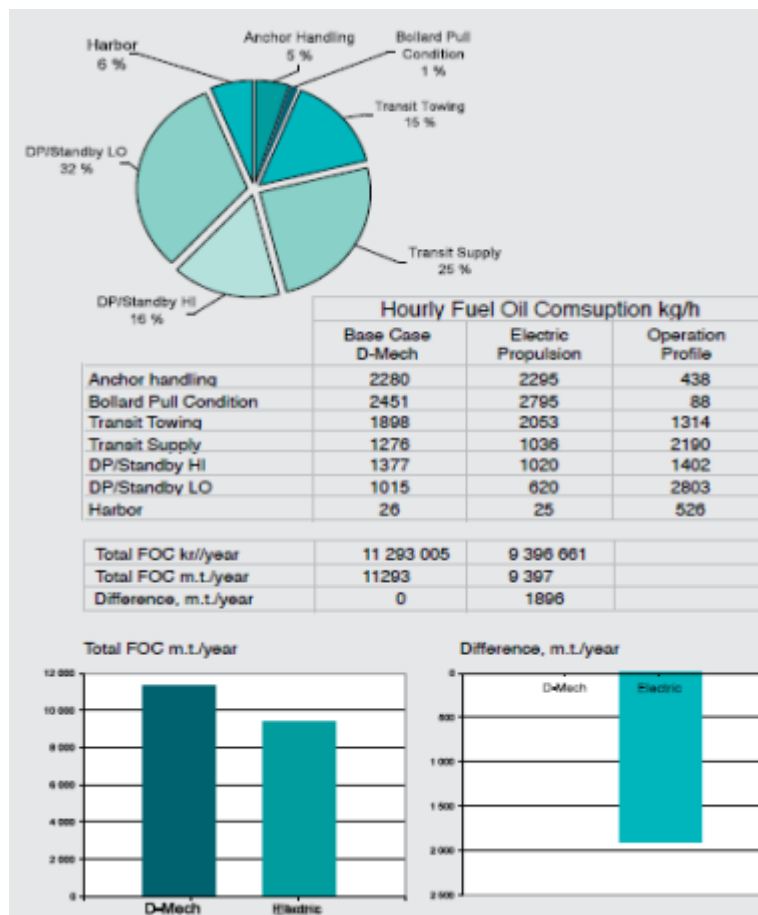 Anchor Handling
5 %
Bollard Pull
Condition
1 %
Harbor
6 %
Transit Towing
15 %
DP/Standby LO
32 %
Transit Supply
25 %
DP/Standby HI
16 %
Hourly Fuel Oil Comsuption kg/h
Base Case D-Mech Electric Propulsion Operation Profile
Anchor handling 2280 2295 438
Bollard Pull Condition 2451 2795 88
Transit Towing 1898 2053 1314
Transit Supply 1276 1036 2190
DP/Standby HI 1377 1020 1402
DP/Standby LO 1015 620 2803
Harbor 26 25 526
Total FOC kr//year 11 293 005 9 396 661
Total FOC m.t./year 11293 9 397
Difference, m.t./year 0 1896
Total FOC m.t./year
12 000
10 000
8 000
6 000
4 000
2 000
0
D-Mech Electric
Difference, m.t./year
0
D-Mech Electric
500
1 000
1 500
2 000
2 500